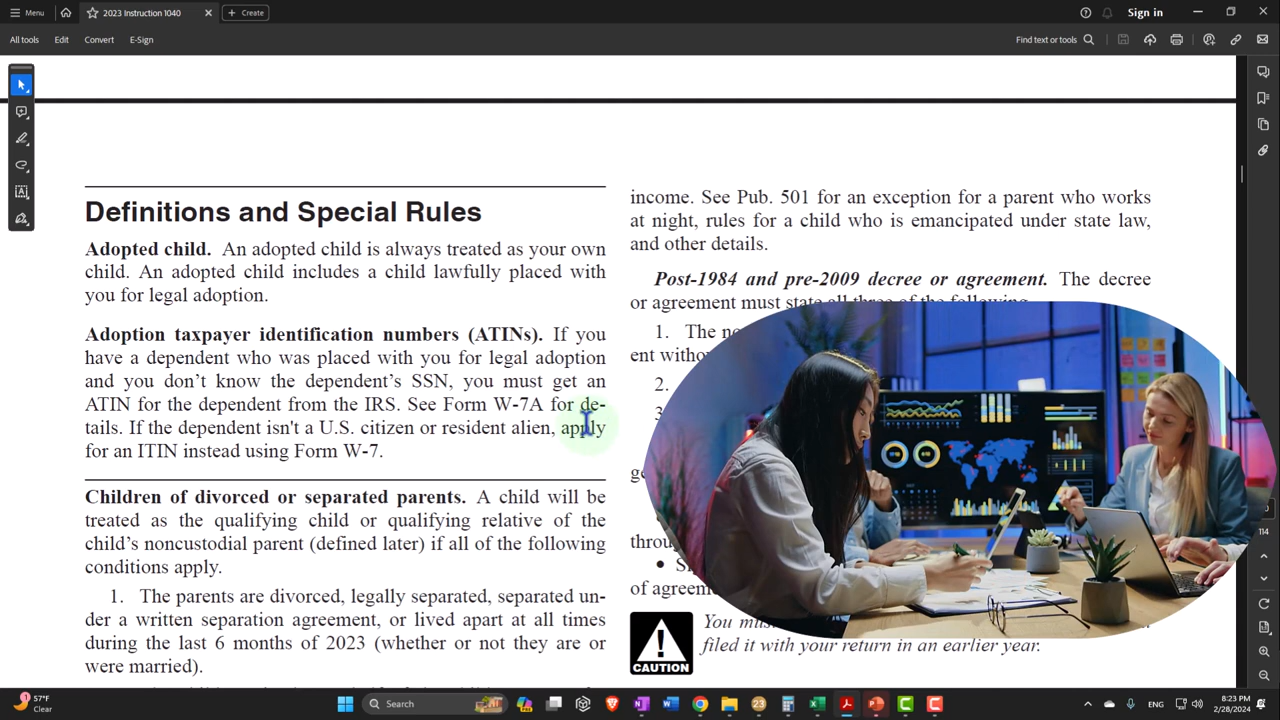 Menu
2023 Instruction 1040
Create
Sign in
All tools
Edit
Convert
E-Sign
Find text or tools
Definitions and Special Rules
Adopted child. An adopted child is always treated as your own
child. An adopted child includes a child lawfully placed with
you for legal adoption.
Adoption taxpayer identification numbers (ATINs). If you
have a dependent who was placed with you for legal adoption
and you don't know the dependent's SSN, you must get an
ATIN for the dependent from the IRS. See Form W-7A for de-
tails. If the dependent isn't a U.S. citizen or resident alien, apply
for an ITIN instead using Form W-7.
Children of divorced or separated parents. A child will be
treated as the qualifying child or qualifying relative of the
child's noncustodial parent (defined later) if all of the following
conditions apply.
1. The parents are divorced, legally separated, separated un-
der a written separation agreement, or lived apart at all times
during the last 6 months of 2023 (whether or not they are or
were married).
income. See Pub. 501 for an exception for a parent who works
at night, rules for a child who is emancipated under state law,
and other details.
Post-1984 and pre-2009 decree or agreement. The decree
or agreement must state all three of the following.
1. The
ent
2.
3
of
CAUTION
You
filed it with your return in an earlier year.
114
57°F
Clear
Search
ENG
8:23 PM
2/28/2024